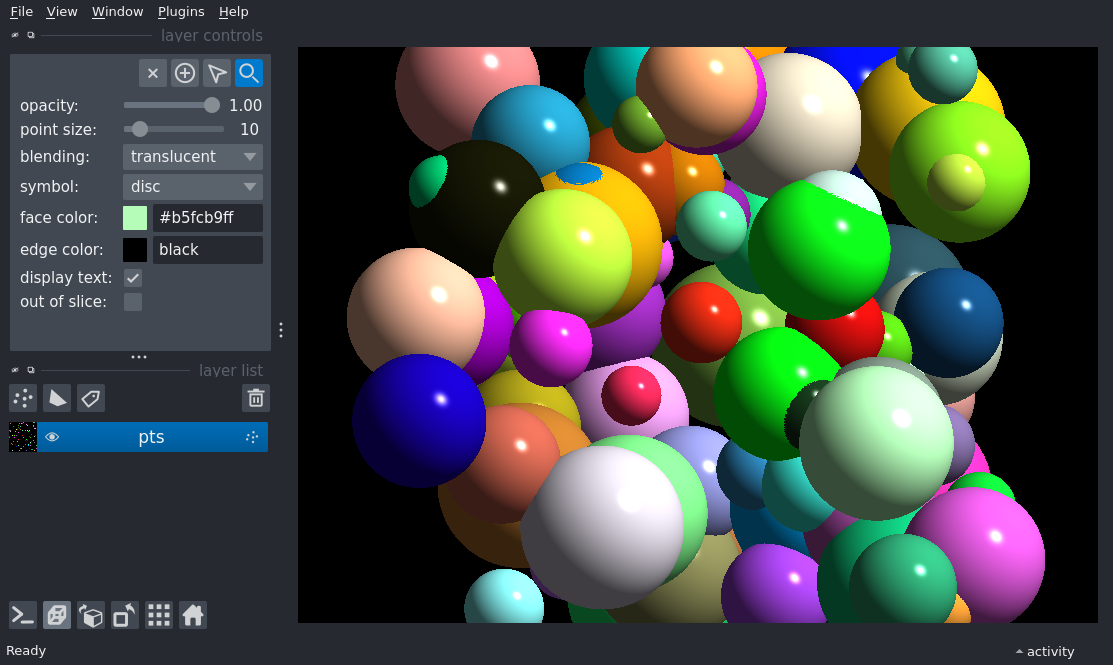 File View Window Plugins Help
layer controls
opacity: 1.00
point size: 10
blending: translucent
symbol: disc
face color: #b5fcb9ff
edge color: black
display text:
out of slice:
layer list
pts
Ready
activity